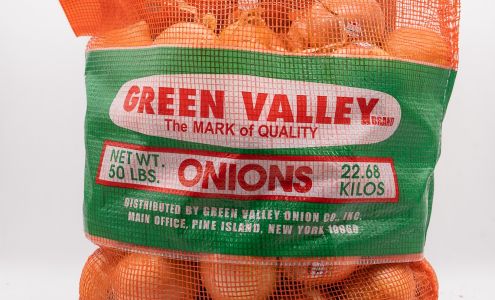 GREEN VALLEY
BRAND
The MARK of QUALITY
NET WT.
50 LBS.
ONIONS
22.68
KILOS
DISTRIBUTED BY GREEN VALLEY ONION CO. INC.
MAIN OFFICE, PINE ISLAND, NEW YORK 10969